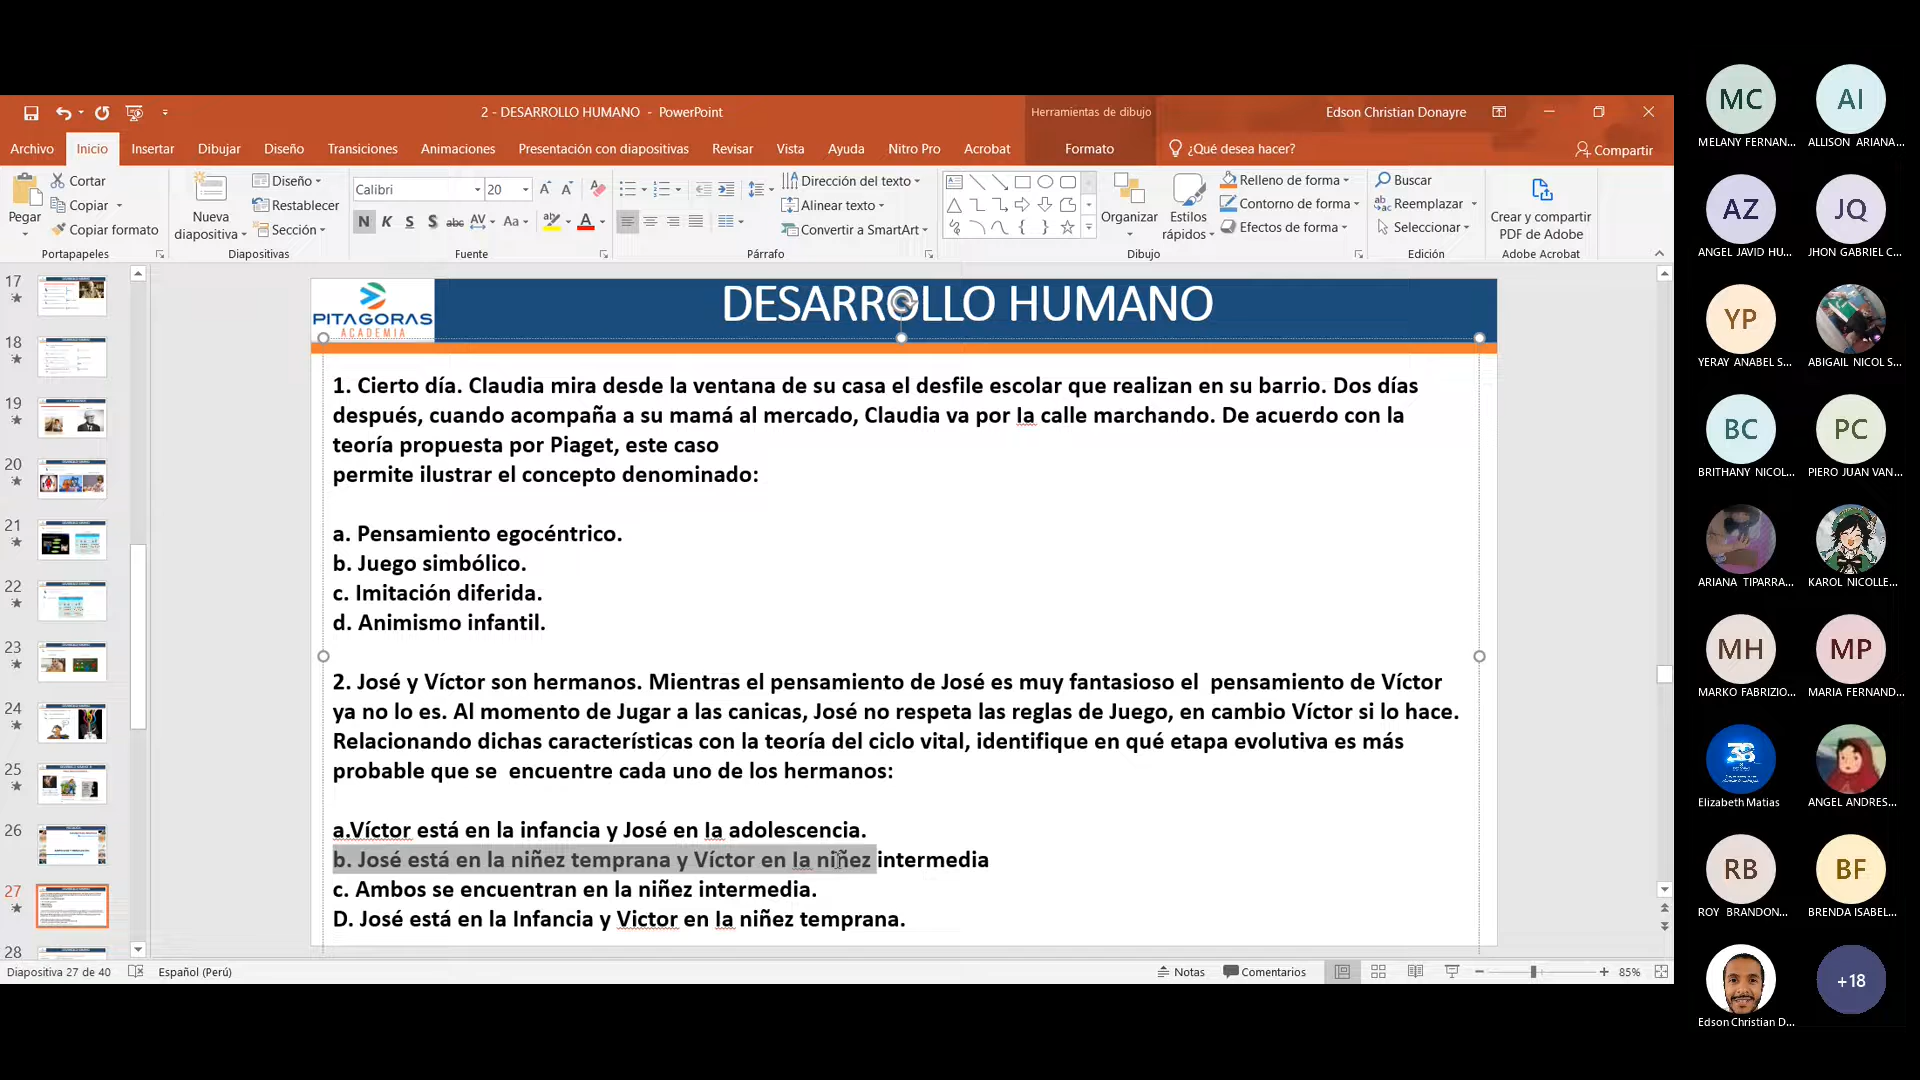 2 - DESARROLLO HUMANO - PowerPoint
Herramientas de dibujo
Edson Christian Donayre
Archivo Inicio Insertar Dibujar Diseño Transiciones Animaciones Presentación con diapositivas Revisar Vista Ayuda Nitro Pro Acrobat Formato ¿Qué desea hacer? Compartir
Pegar
Cortar
Copiar
Copiar formato
Portapapeles
Nueva diapositiva
Diseño
Restablecer
Sección
Diapositivas
Calibri 20
N K S S abc AV Aa A
Fuente
Dirección del texto
Alinear texto
Convertir a SmartArt
Párrafo
Organizar
Estilos rápidos
Relleno de forma
Contorno de forma
Efectos de forma
Dibujo
Buscar
Reemplazar
Seleccionar
Edición
Crear y compartir
PDF de Adobe
Adobe Acrobat
17
18
19
20
21
22
23
24
25
26
27
28
PITAGORAS
ACADEMIA
DESARROLLO HUMANO
1. Cierto día. Claudia mira desde la ventana de su casa el desfile escolar que realizan en su barrio. Dos días
después, cuando acompaña a su mamá al mercado, Claudia va por Ia calle marchando. De acuerdo con la
teoría propuesta por Piaget, este caso
permite ilustrar el concepto denominado:
a. Pensamiento egocéntrico.
b. Juego simbólico.
c. Imitación diferida.
d. Animismo infantil.
2. José y Víctor son hermanos. Mientras el pensamiento de José es muy fantasioso el  pensamiento de Víctor
ya no lo es. Al momento de Jugar a las canicas, José no respeta las reglas de Juego, en cambio Víctor si lo hace.
Relacionando dichas características con la teoría del ciclo vital, identifique en qué etapa evolutiva es más
probable que se  encuentre cada uno de los hermanos:
a.Víctor está en la infancia y José en Ia adolescencia.
b. José está en la niñez temprana y Víctor en Ia niñez intermedia
c. Ambos se encuentran en la niñez intermedia.
D. José está en la Infancia y Victor en Ia niñez temprana.
Diapositiva 27 de 40 Español (Perú) Notas Comentarios 85%
MC
MELANY FERNAN...
AI
ALLISON ARIANA...
AZ
ANGEL JAVID HU...
JQ
JHON GABRIEL C...
YP
YERAY ANABEL S...
ABIGAIL NICOL S...
BC
BRITHANY NICOL...
PC
PIERO JUAN VAN...
ARIANA TIPARRA...
KAROL NICOLLE...
MH
MARKO FABRIZIO...
MP
MARIA FERNAND...
Elizabeth Matias
ANGEL ANDRES...
RB
ROY BRANDON...
BF
BRENDA ISABEL...
Edson Christian D...
+18